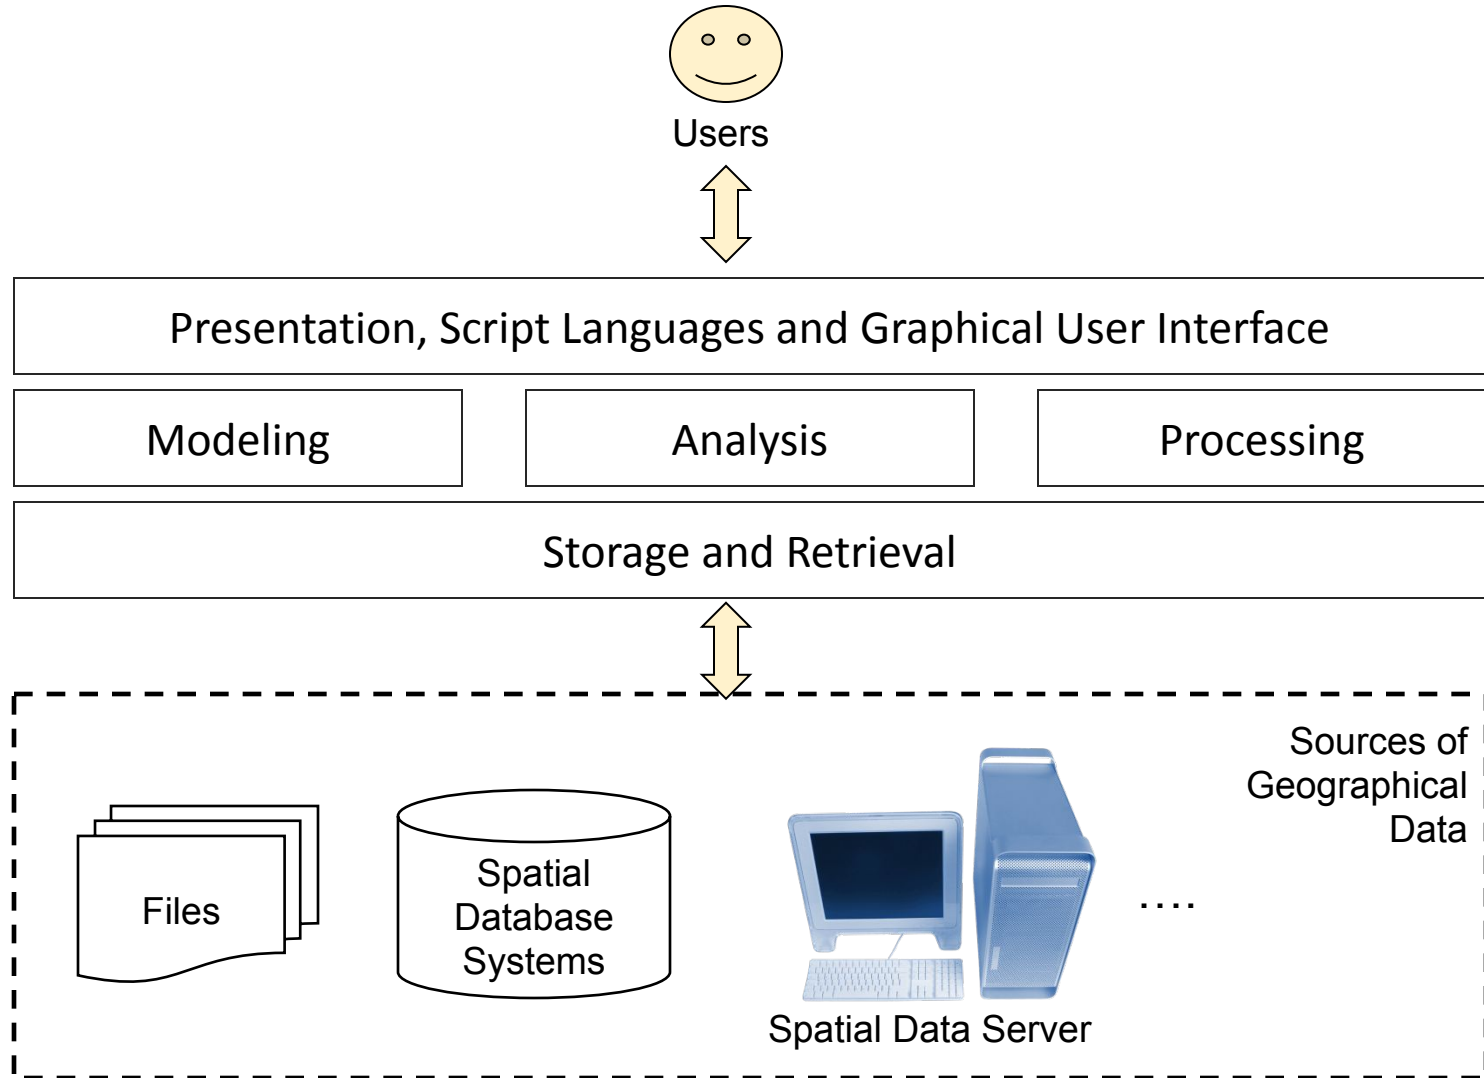 Users
Presentation, Script Languages and Graphical User Interface
Modeling
Analysis
Processing
Storage and Retrieval
Sources of
Geographical
Data
Files
Spatial
Database
Systems
....
Spatial Data Server